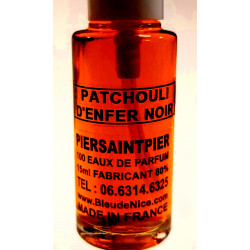 PATCHOULI
D'ENFER NOIR
PIERSAINTPIER
100 EAUX DE PARFUM
15ml FABRICANT 80%
TEL : 06.6314.6325
www.BleudeNice.com
MADE IN FRANCE